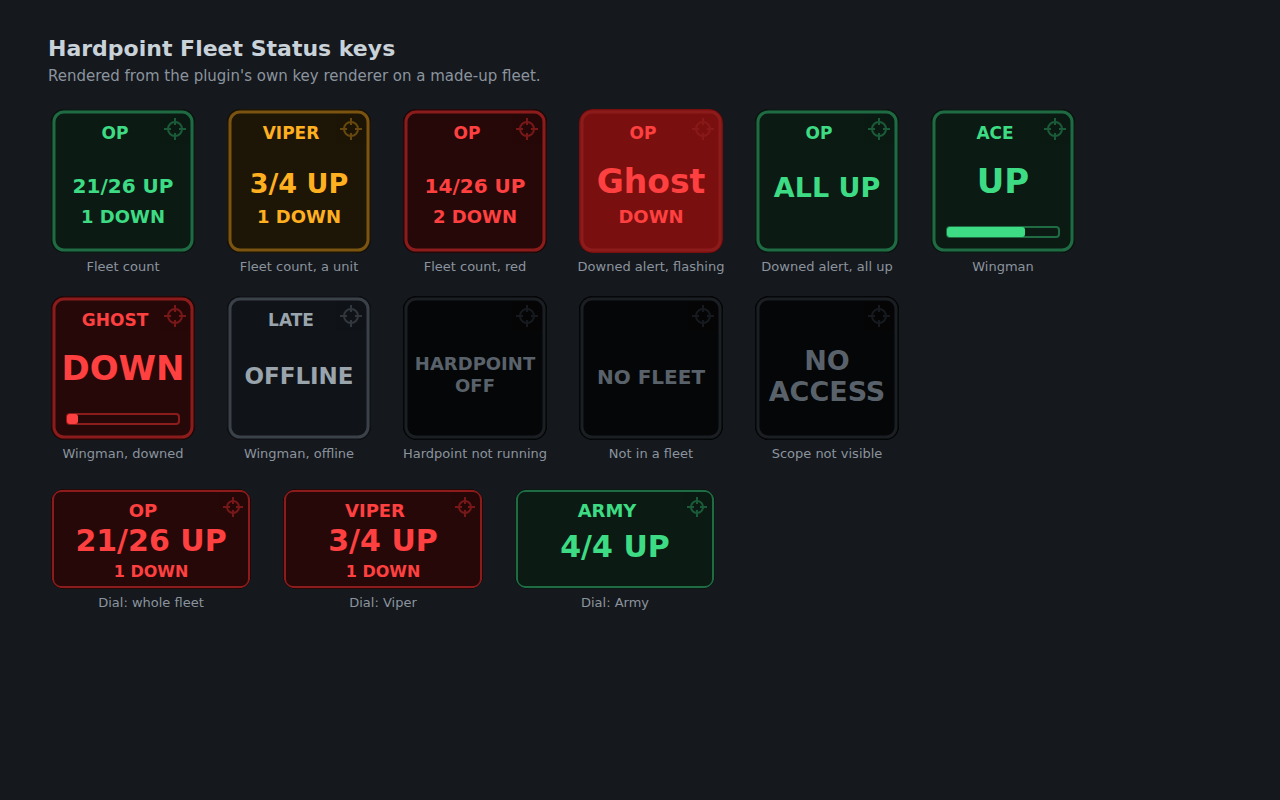 Hardpoint Fleet Status keys
Rendered from the plugin's own key renderer on a made-up fleet.
OP
21/26 UP
1 DOWN
Fleet count
VIPER
3/4 UP
1 DOWN
Fleet count, a unit
OP
14/26 UP
2 DOWN
Fleet count, red
OP
Ghost
DOWN
Downed alert, flashing
OP
ALL UP
Downed alert, all up
ACE
UP
Wingman
GHOST
DOWN
Wingman, downed
LATE
OFFLINE
Wingman, offline
HARDPOINT
OFF
Hardpoint not running
NO FLEET
Not in a fleet
NO
ACCESS
Scope not visible
OP
21/26 UP
1 DOWN
Dial: whole fleet
VIPER
3/4 UP
1 DOWN
Dial: Viper
ARMY
4/4 UP
Dial: Army